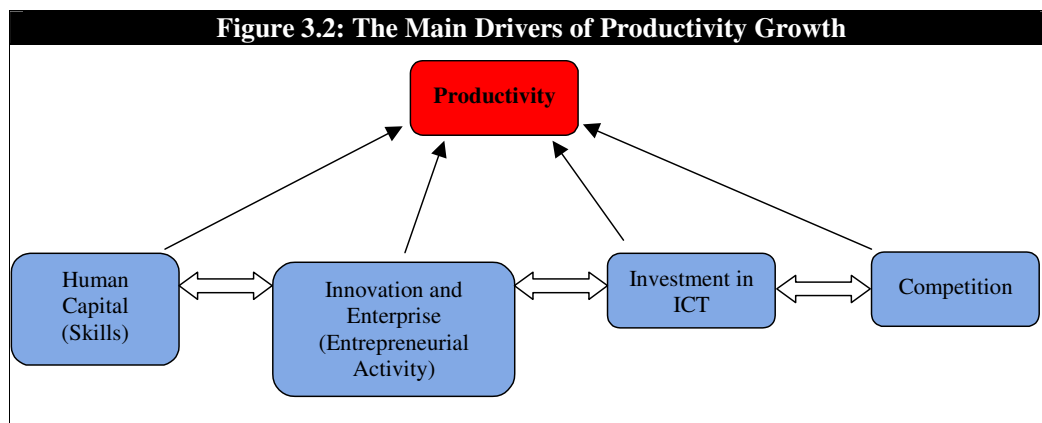 Figure 3.2: The Main Drivers of Productivity Growth
Productivity
Human
Capital
(Skills)
Innovation and
Enterprise
(Entrepreneurial
Activity)
Investment in
ICT
Competition